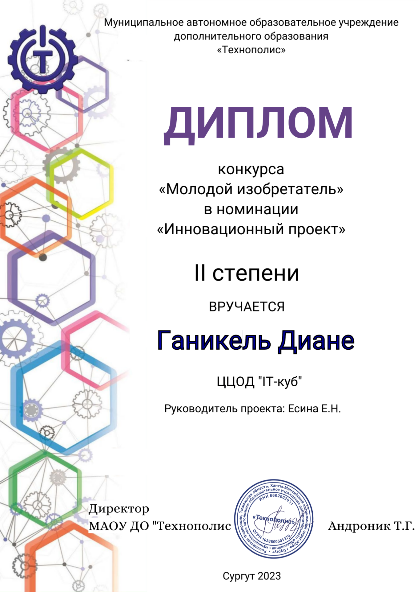 Муниципальное автономное образовательное учреждение
дополнительного образования
«Технополис»
Т
ДИПЛОМ
конкурса
«Молодой изобретатель»
в номинации
«Инновационный проект»
II степени
ВРУЧАЕТСЯ
Ганикель Диане
ЦЦОД "IT-куб"
Руководитель проекта: Есина Е.Н.
Директор
МАОУ ДО "Технополис
«Технополис»
Андроник Т.Г.
Сургут 2023